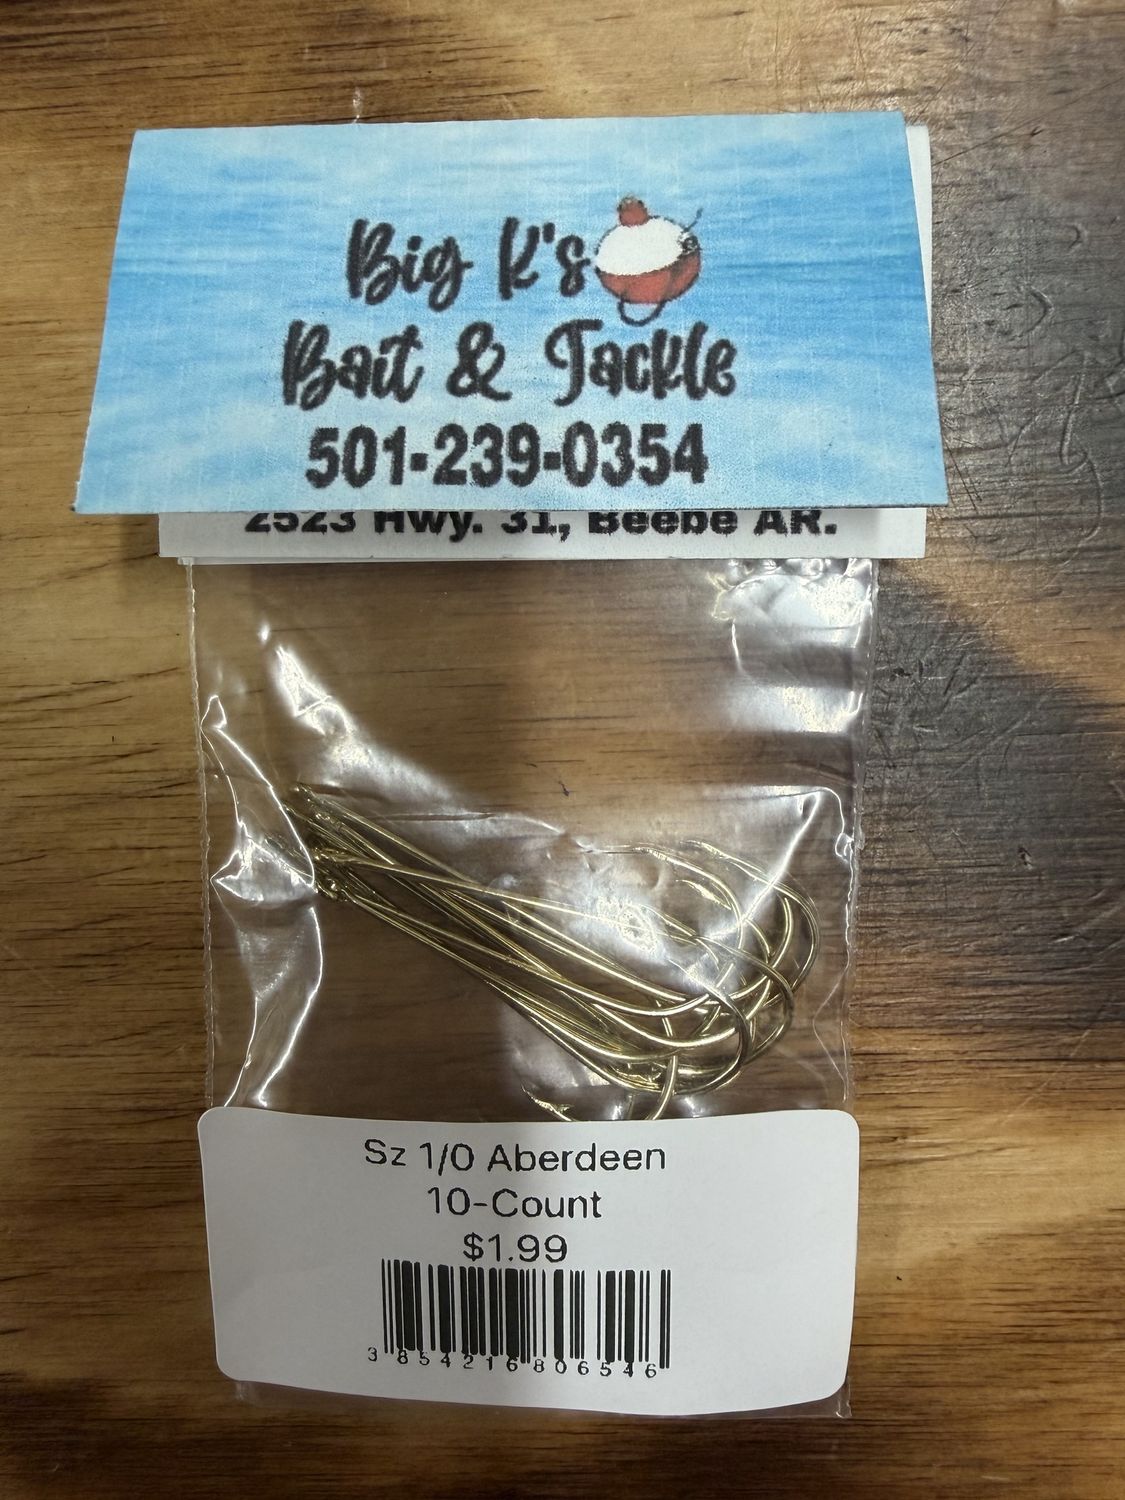 Big K's
Bait & Tackle
501-239-0354
2523 Hwy. 31, Beebe AR.
Sz 1/0 Aberdeen
10-Count
$1.99
3 854216 806546